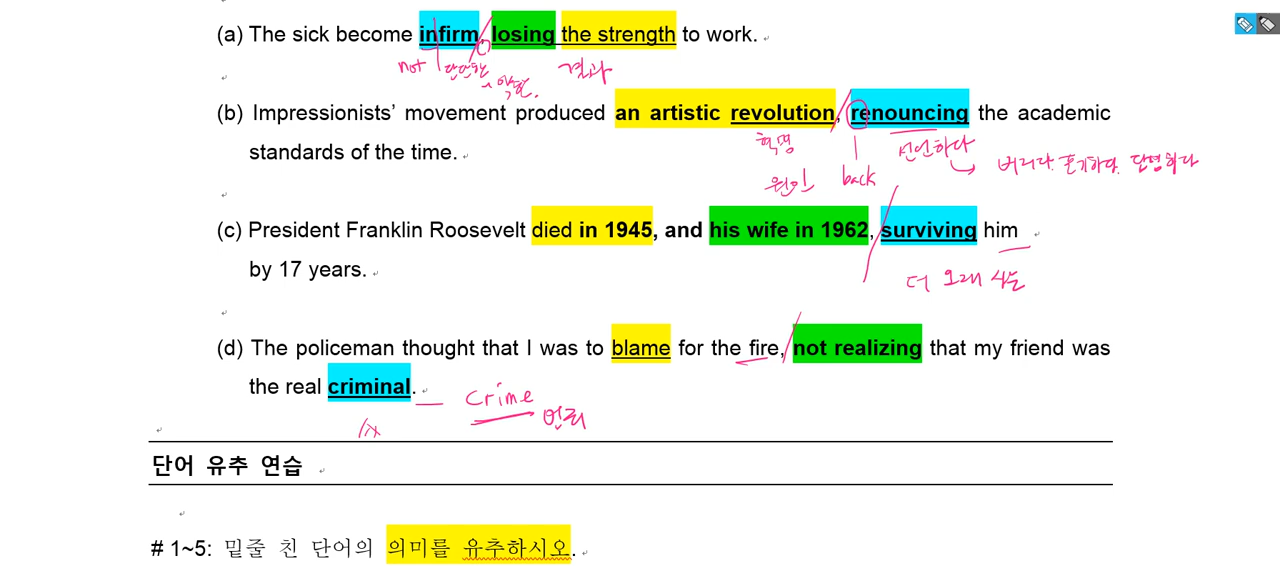 (a) The sick become infirm, losing the strength to work.
not 단단한 약한. 결과
(b) Impressionists' movement produced an artistic revolution, renouncing the academic
standards of the time.
혁명 선언하다
원인 back 버리다. 포기하다. 단념하다
(c) President Franklin Roosevelt died in 1945, and his wife in 1962, surviving him
by 17 years.
더 오래 사는
(d) The policeman thought that I was to blame for the fire, not realizing that my friend was
the real criminal.
crime 범죄
단어 유추 연습
# 1~5: 밑줄 친 단어의 의미를 유추하시오.